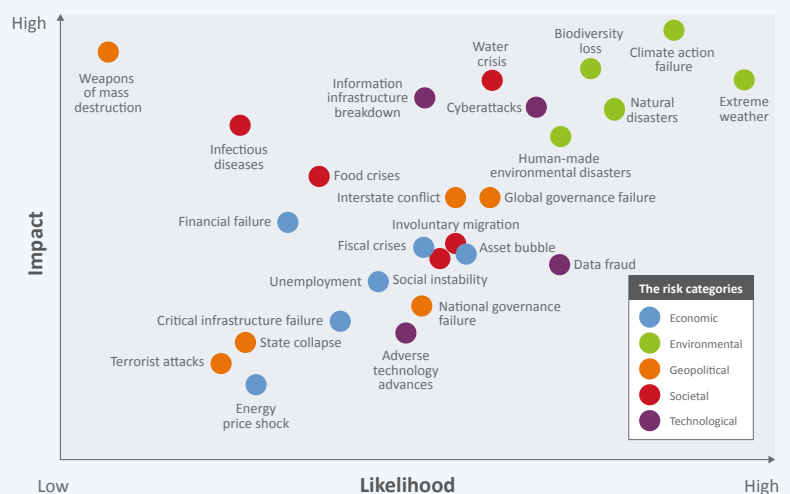 High
Weapons
of mass
destruction
Infectious
diseases
Information
infrastructure
breakdown
Water
crisis
Cyberattacks
Biodiversity
loss
Climate action
failure
Natural
disasters
Extreme
weather
Human-made
environmental disasters
Food crises
Interstate conflict
Global governance failure
Financial failure
Involuntary migration
Fiscal crises
Asset bubble
Social instability
Data fraud
Unemployment
National governance
failure
Critical infrastructure failure
State collapse
Adverse
technology
advances
Terrorist attacks
Energy
price shock
Impact
The risk categories
Economic
Environmental
Geopolitical
Societal
Technological
Low
Likelihood
High